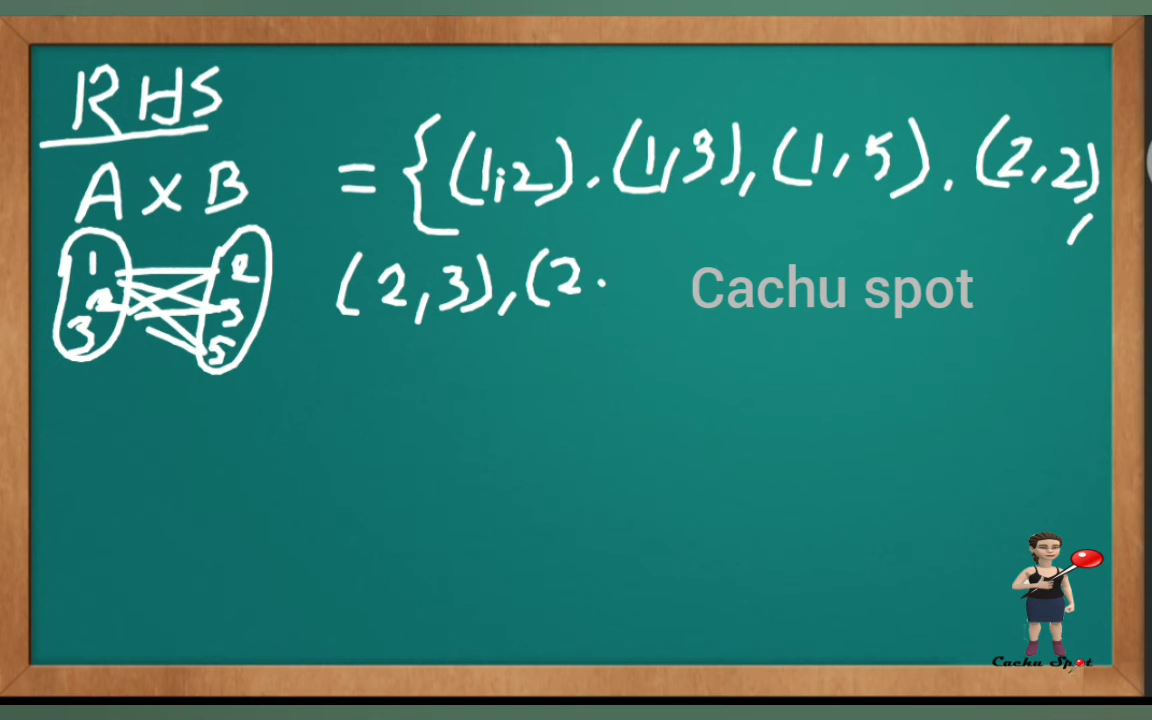 RHS
A x B = {(1,2). (1,3), (1,5). (2,2),
(2,3), (2.
1 2
2 3
3 5
Cachu spot
Cachu Spot